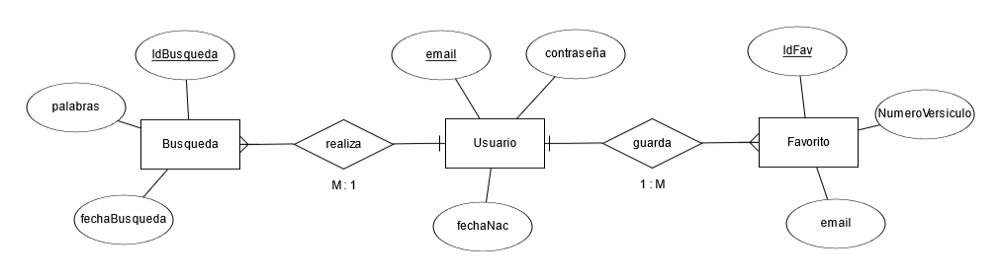 IdBusqueda
email
contraseña
IdFav
palabras
NumeroVersiculo
Busqueda
realiza
Usuario
guarda
Favorito
M : 1
1 : M
fechaBusqueda
fechaNac
email